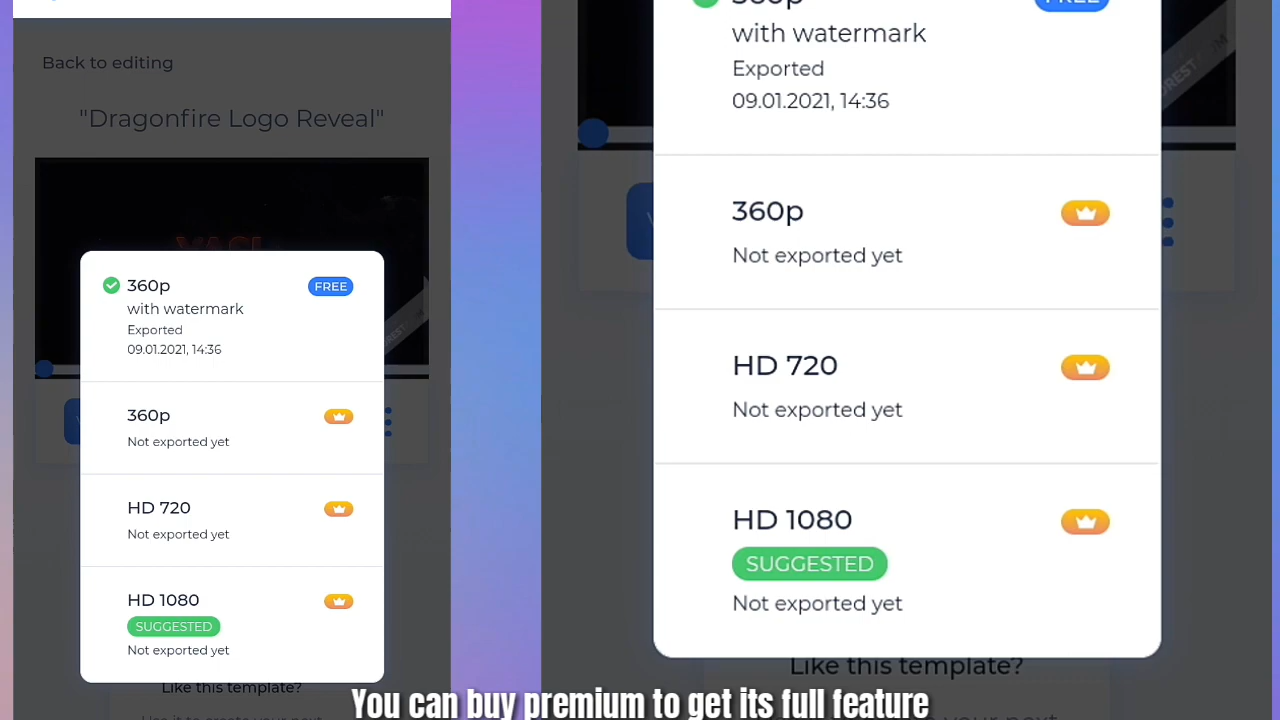 Back to editing
"Dragonfire Logo Reveal"
360p
FREE
with watermark
Exported
09.01.2021, 14:36
360p
Not exported yet
HD 720
Not exported yet
HD 1080
SUGGESTED
Not exported yet
Like this template?
360p
FREE
with watermark
Exported
09.01.2021, 14:36
360p
Not exported yet
HD 720
Not exported yet
HD 1080
SUGGESTED
Not exported yet
Like this template?
You can buy premium to get its full feature